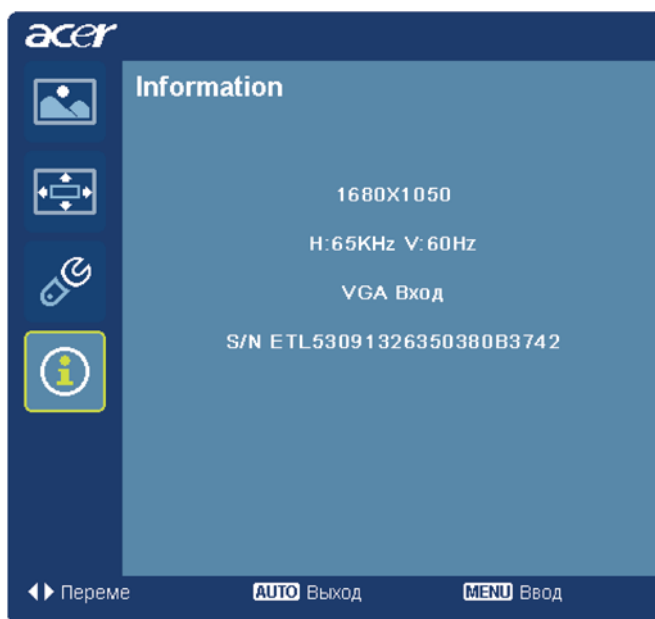 acer
Information
1680X1050
H:65KHz V:60Hz
VGA Вход
S/N ETL53091326350380B3742
Переме AUTO Выход MENU Ввод